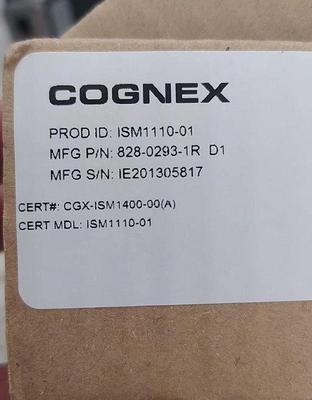 COGNEX
PROD ID: ISM1110-01
MFG P/N: 828-0293-1R D1
MFG S/N: IE201305817
CERT#: CGX-ISM1400-00(A)
CERT MDL: ISM1110-01